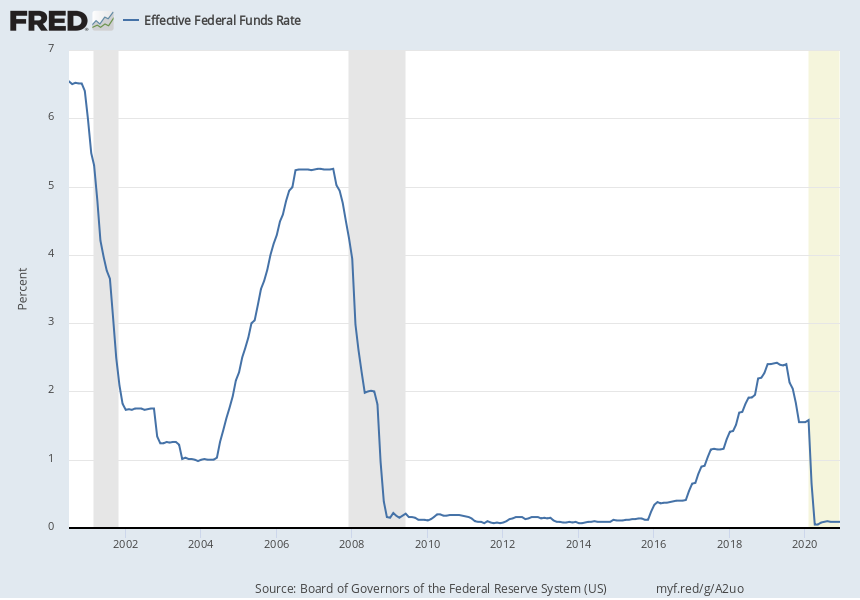 FRED Effective Federal Funds Rate
7
6
5
4
3
2
1
0
Percent
2002 2004 2006 2008 2010 2012 2014 2016 2018 2020
Source: Board of Governors of the Federal Reserve System (US) myf.red/g/A2uo